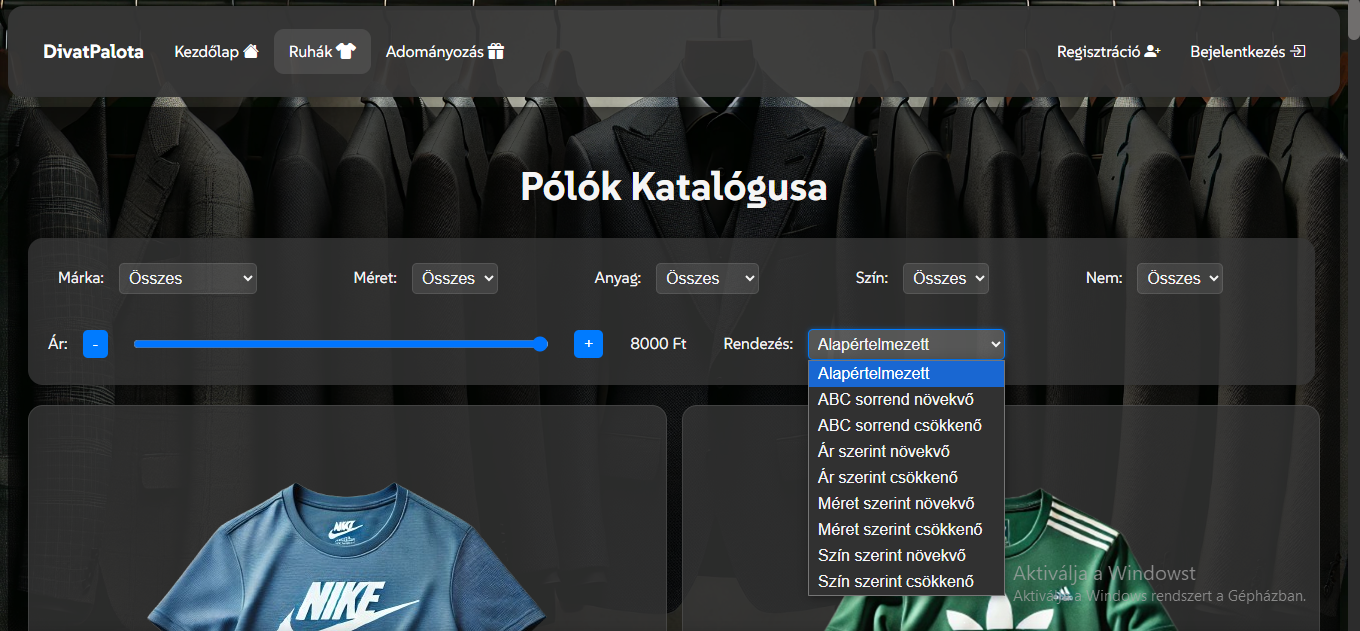 DivatPalota Kezdőlap Ruhák Adományozás Regisztráció Bejelentkezés
Pólók Katalógusa
Márka: Összes Méret: Összes Anyag: Összes Szín: Összes Nem: Összes
Ár: - + 8000 Ft Rendezés: Alapértelmezett
Alapértelmezett
ABC sorrend növekvő
ABC sorrend csökkenő
Ár szerint növekvő
Ár szerint csökkenő
Méret szerint növekvő
Méret szerint csökkenő
Szín szerint növekvő
Szín szerint csökkenő
NIKE
NIKE
Aktiválja a Windowst
Aktiválja a Windows rendszert a Gépházban.